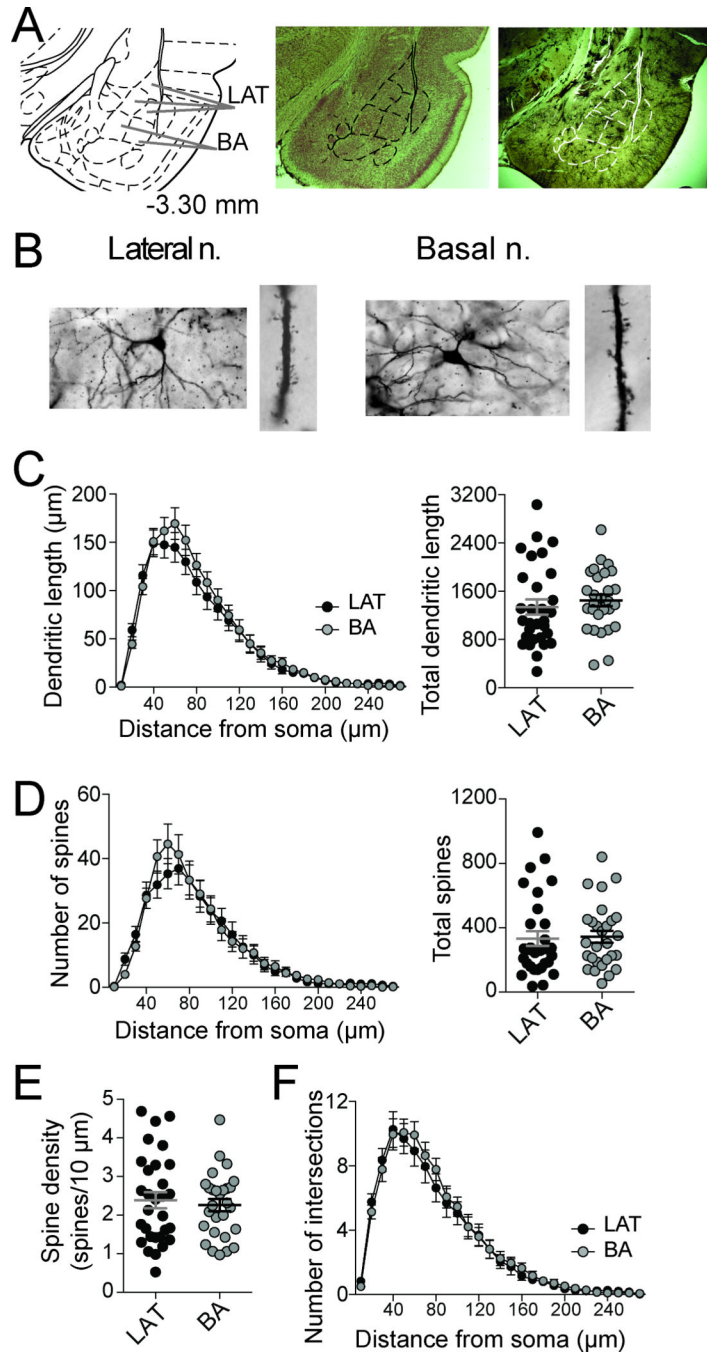 A
LAT
BA
-3.30 mm
B
Lateral n.
Basal n.
C
Dendritic length (µm)
200
150
100
50
0
40 80 120 160 200 240
Distance from soma (µm)
LAT
BA
Total dendritic length
3200
2400
1600
800
0
LAT
BA
D
Number of spines
60
40
20
0
40 80 120 160 200 240
Distance from soma (µm)
Total spines
1200
800
400
0
LAT
BA
E
Spine density
(spines/10 µm)
5
4
3
2
1
0
LAT
BA
F
Number of intersections
12
8
4
0
40 80 120 160 200 240
Distance from soma (µm)
LAT
BA